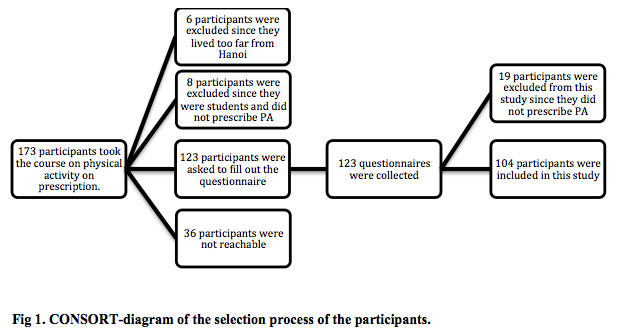 6 participants were
excluded since they
lived too far from
Hanoi
8 participants were
excluded since they
were students and did
not prescribe PA
173 participants took
the course on physical
activity on
prescription.
123 participants were
asked to fill out the
questionnaire
36 participants were
not reachable
123 questionnaires
were collected
19 participants were
excluded from this
study since they did
not prescribe PA
104 participants were
included in this study
Fig 1. CONSORT-diagram of the selection process of the participants.